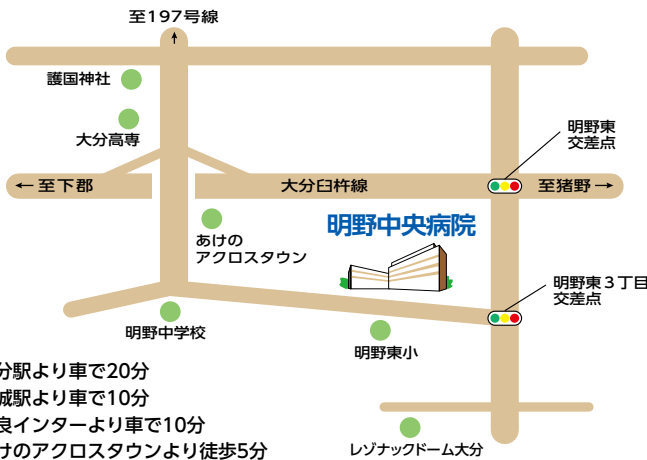 至197号線
↑
護国神社
大分高専
明野東
交差点
← 至下郡
大分臼杵線
至猪野 →
明野中央病院
あけの
アクロスタウン
明野東3丁目
交差点
明野中学校
明野東小
分駅より車で20分
城駅より車で10分
良インターより車で10分
けのアクロスタウンより徒歩5分
レゾナックドーム大分